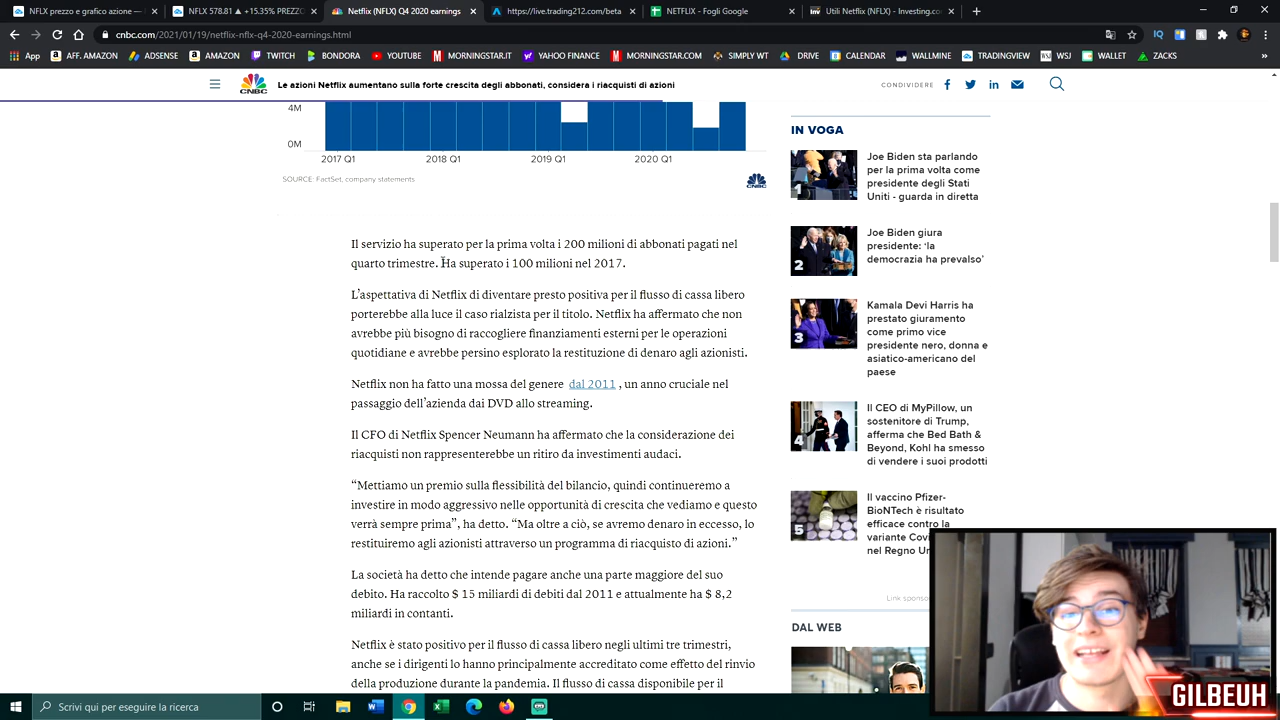 NFLX prezzo e grafico azione —
NFLX 578.81 ▲ +15.35% PREZZO
Netflix (NFLX) Q4 2020 earnings
https://live.trading212.com/beta
NETFLIX - Fogli Google
Utili Netflix (NFLX) - Investing.co
cnbc.com/2021/01/19/netflix-nflx-q4-2020-earnings.html
App
AFF. AMAZON
ADSENSE
AMAZON
TWITCH
BONDORA
YOUTUBE
MORNINGSTAR.IT
YAHOO FINANCE
MORNINGSTAR.COM
SIMPLY WT
DRIVE
CALENDAR
WALLMINE
TRADINGVIEW
WSJ
WALLET
ZACKS
CNBC
Le azioni Netflix aumentano sulla forte crescita degli abbonati, considera i riacquisti di azioni
CONDIVIDERE
4M
0M
2017 Q1
2018 Q1
2019 Q1
2020 Q1
SOURCE: FactSet, company statements
CNBC
Il servizio ha superato per la prima volta i 200 milioni di abbonati pagati nel
quarto trimestre. Ha superato i 100 milioni nel 2017.
L’aspettativa di Netflix di diventare presto positiva per il flusso di cassa libero
porterebbe alla luce il caso rialzista per il titolo. Netflix ha affermato che non
avrebbe più bisogno di raccogliere finanziamenti esterni per le operazioni
quotidiane e avrebbe persino esplorato la restituzione di denaro agli azionisti.
Netflix non ha fatto una mossa del genere dal 2011 , un anno cruciale nel
passaggio dell’azienda dai DVD allo streaming.
Il CFO di Netflix Spencer Neumann ha affermato che la considerazione dei
riacquisti non rappresenterebbe un ritiro da investimenti audaci.
“Mettiamo un premio sulla flessibilità del bilancio, quindi continueremo a
investire in modo aggressivo nelle opportunità di crescita che vediamo e questo
verrà sempre prima”, ha detto. “Ma oltre a ciò, se avremo denaro in eccesso, lo
restituiremo agli azionisti attraverso un programma di riacquisto di azioni.”
La società ha detto che intende pagare anche una parte maggiore del suo
debito. Ha raccolto $ 15 miliardi di debiti dal 2011 e attualmente ha $ 8,2
miliardi in contanti.
Netflix è stato positivo per il flusso di cassa libero negli ultimi tre trimestri,
anche se i dirigenti lo hanno principalmente accreditato come effetto del rinvio
della produzione durante la pandemia. Il flusso di cassa disponibile per il
IN VOGA
1
Joe Biden sta parlando
per la prima volta come
presidente degli Stati
Uniti - guarda in diretta
2
Joe Biden giura
presidente: ‘la
democrazia ha prevalso’
3
Kamala Devi Harris ha
prestato giuramento
come primo vice
presidente nero, donna e
asiatico-americano del
paese
4
Il CEO di MyPillow, un
sostenitore di Trump,
afferma che Bed Bath &
Beyond, Kohl ha smesso
di vendere i suoi prodotti
5
Il vaccino Pfizer-
BioNTech è risultato
efficace contro la
variante Cov
nel Regno Un
Link sponso
DAL WEB
GILBEUH
Scrivi qui per eseguire la ricerca